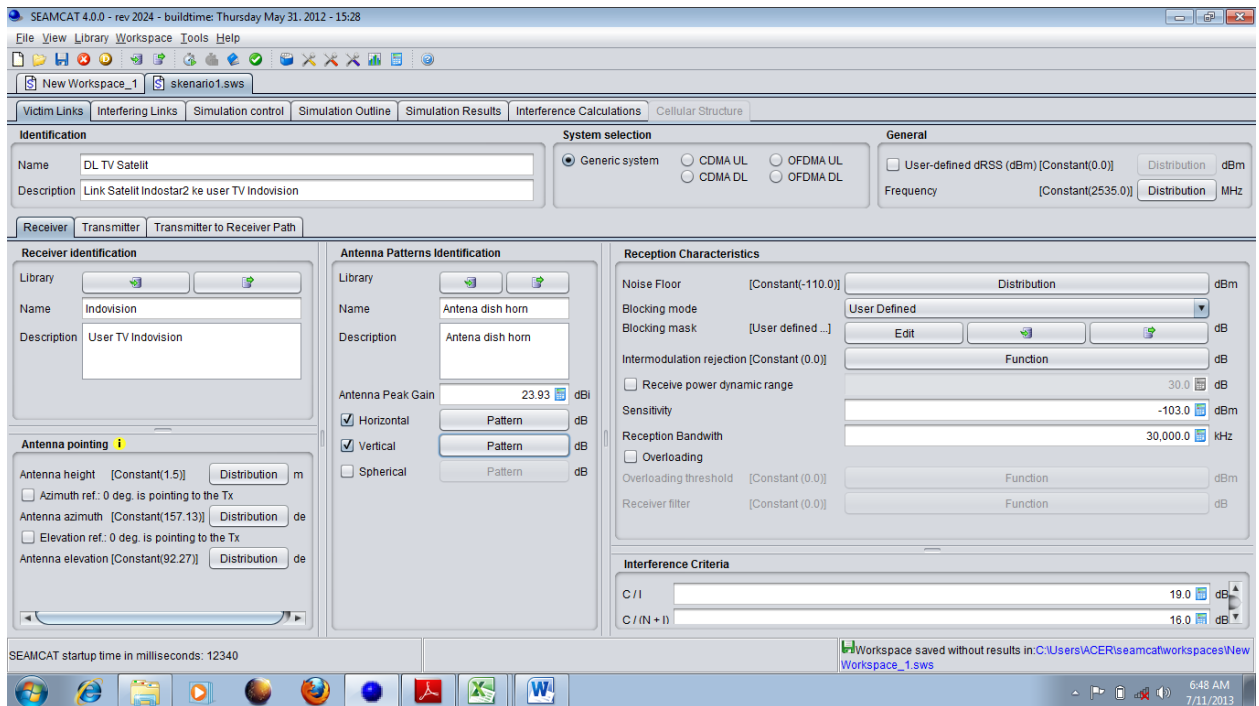 SEAMCAT 4.0.0 - rev 2024 - buildtime: Thursday May 31. 2012 - 15:28
File View Library Workspace Tools Help
New Workspace_1 skenario1.sws
Victim Links Interfering Links Simulation control Simulation Outline Simulation Results Interference Calculations Cellular Structure
Identification
Name DL TV Satelit
Description Link Satelit Indostar2 ke user TV Indovision
System selection
Generic system CDMA UL OFDMA UL
CDMA DL OFDMA DL
General
User-defined dRSS (dBm) [Constant(0.0)] Distribution dBm
Frequency [Constant(2535.0)] Distribution MHz
Receiver Transmitter Transmitter to Receiver Path
Receiver identification
Library
Name Indovision
Description User TV Indovision
Antenna pointing i
Antenna height [Constant(1.5)] Distribution m
Azimuth ref.: 0 deg. is pointing to the Tx
Antenna azimuth [Constant(157.13)] Distribution de
Elevation ref.: 0 deg. is pointing to the Tx
Antenna elevation [Constant(92.27)] Distribution de
Antenna Patterns Identification
Library
Name Antena dish horn
Description Antena dish horn
Antenna Peak Gain 23.93 dBi
Horizontal Pattern dB
Vertical Pattern dB
Spherical Pattern dB
Reception Characteristics
Noise Floor [Constant(-110.0)] Distribution dBm
Blocking mode User Defined
Blocking mask [User defined ...] Edit dB
Intermodulation rejection [Constant (0.0)] Function dB
Receive power dynamic range 30.0 dB
Sensitivity -103.0 dBm
Reception Bandwith 30,000.0 kHz
Overloading
Overloading threshold [Constant (0.0)] Function dBm
Receiver filter [Constant (0.0)] Function dB
Interference Criteria
C / I 19.0 dB
C / (N + I) 16.0 dB
SEAMCAT startup time in milliseconds: 12340
Workspace saved without results in:C:\Users\ACER\seamcat\workspaces\New
Workspace_1.sws
6:48 AM
7/11/2013